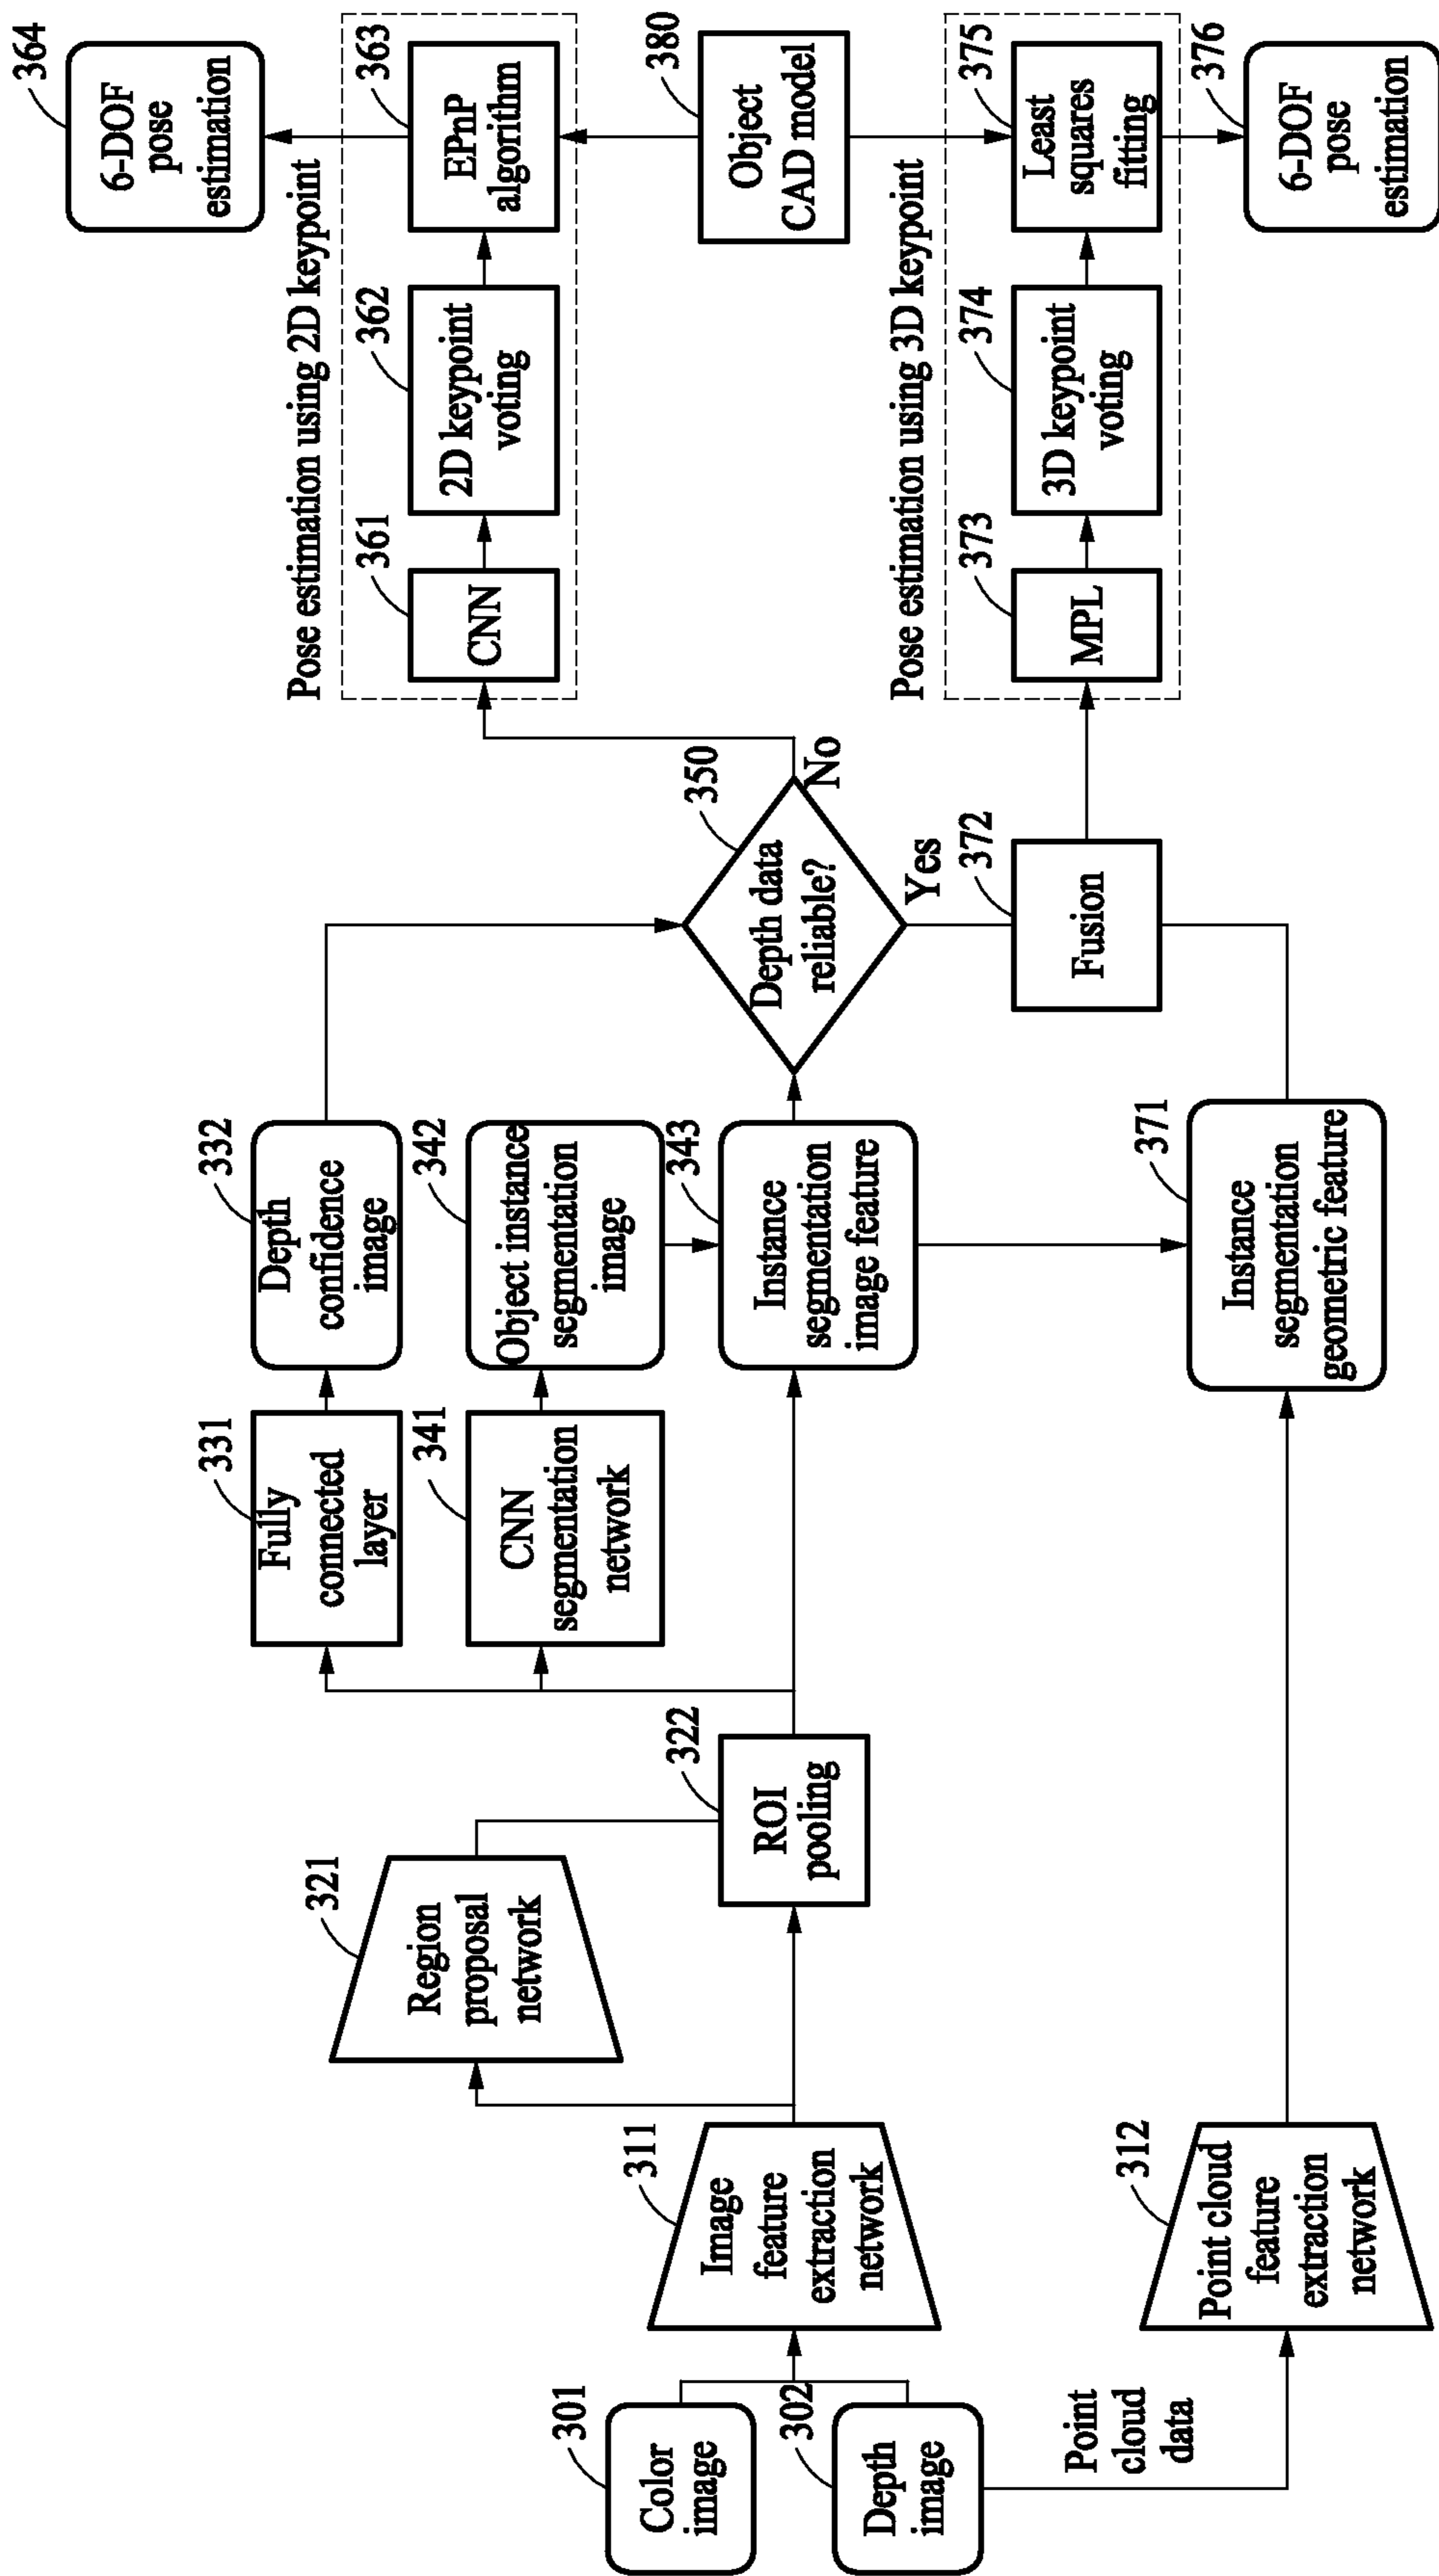 301
Color
image
302
Depth
image
Point
cloud
data
311
Image
feature
extraction
network
312
Point cloud
feature
extraction
network
321
Region
proposal
network
322
ROI
pooling
331
Fully
connected
layer
332
Depth
confidence
image
341
CNN
segmentation
network
342
Object instance
segmentation
image
343
Instance
segmentation
image feature
371
Instance
segmentation
geometric feature
350
Depth data
reliable?
No
Yes
372
Fusion
Pose estimation using 2D keypoint
361
CNN
362
2D keypoint
voting
363
EPnP
algorithm
364
6-DOF
pose
estimation
380
Object
CAD model
Pose estimation using 3D keypoint
373
MPL
374
3D keypoint
voting
375
Least
squares
fitting
376
6-DOF
pose
estimation